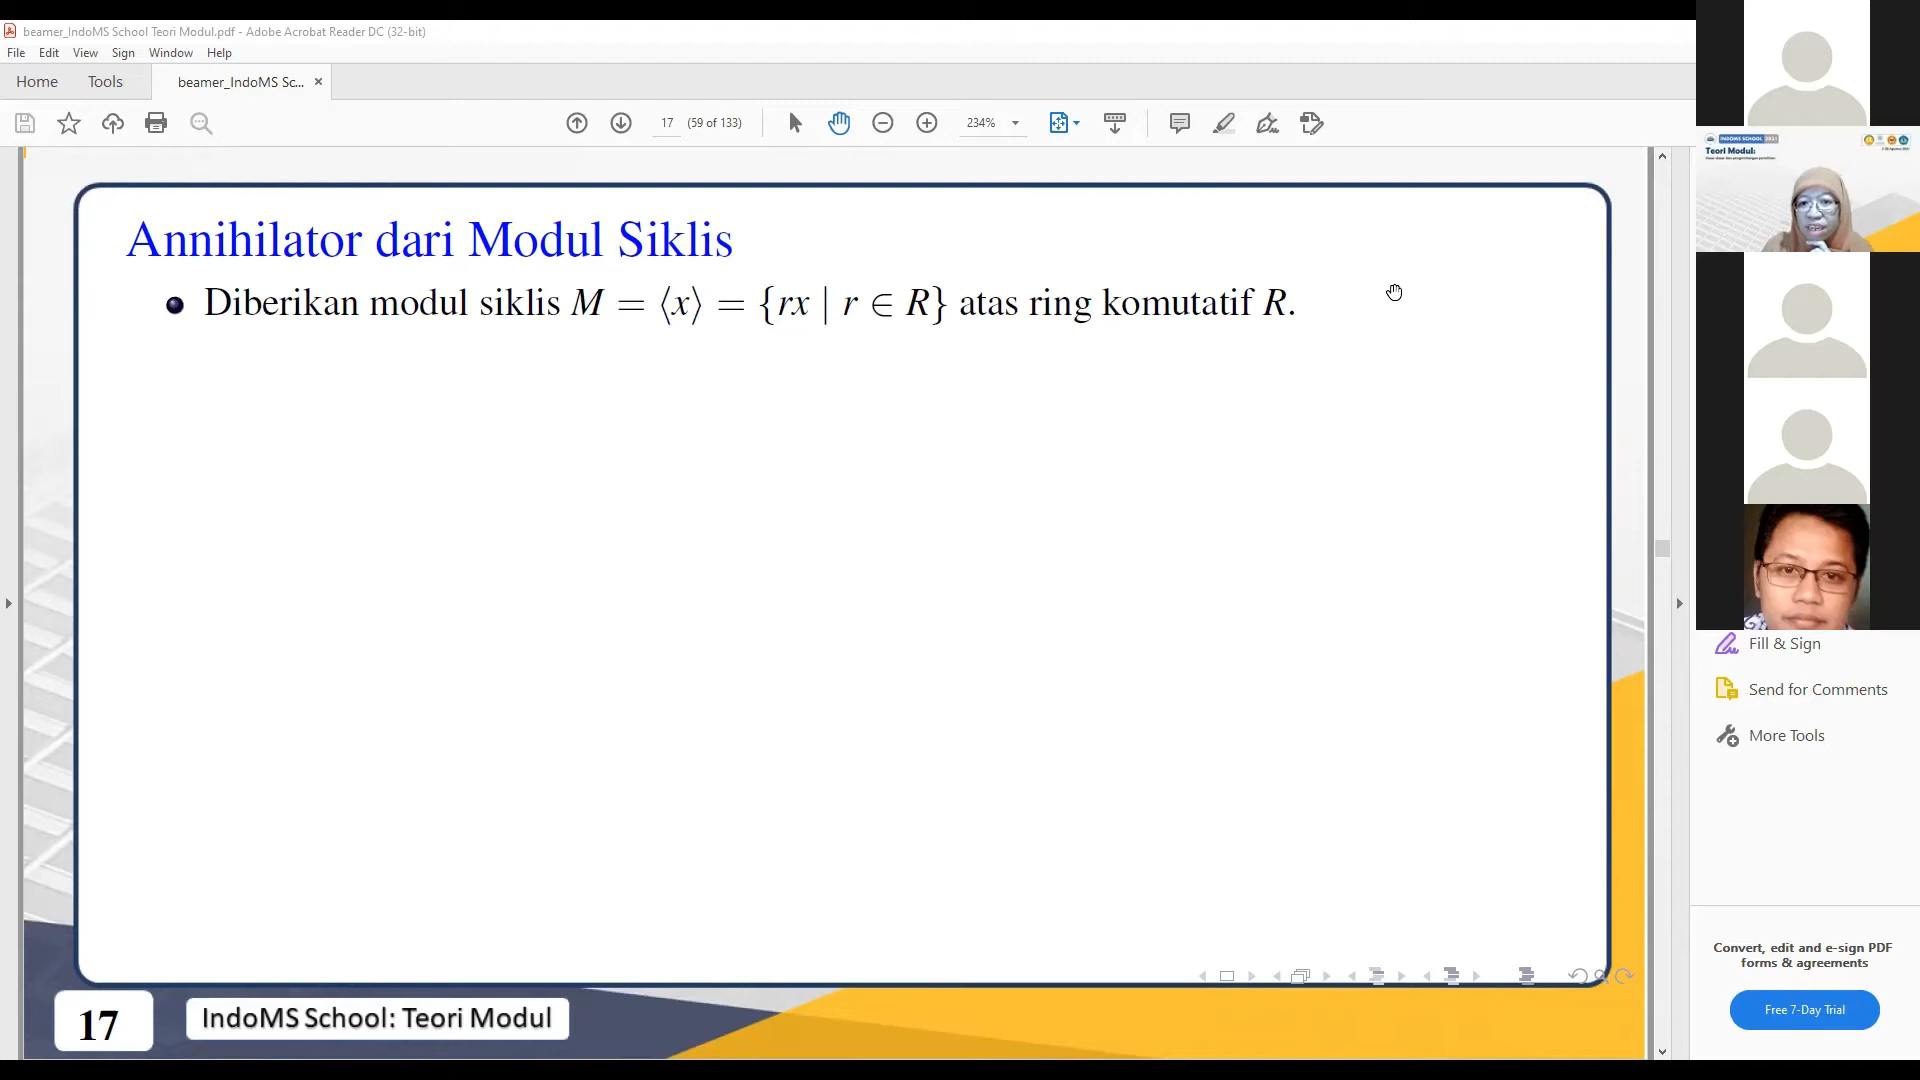 beamer_IndoMS School Teori Modul.pdf - Adobe Acrobat Reader DC (32-bit)
File Edit View Sign Window Help
Home Tools beamer_IndoMS Sc... ×
17 (59 of 133) 234%
INDOMS SCHOOL 2021
Teori Modul:
Annihilator dari Modul Siklis
Diberikan modul siklis M = ⟨x⟩ = {rx | r ∈ R} atas ring komutatif R.
Fill & Sign
Send for Comments
More Tools
Convert, edit and e-sign PDF
forms & agreements
Free 7-Day Trial
17 IndoMS School: Teori Modul